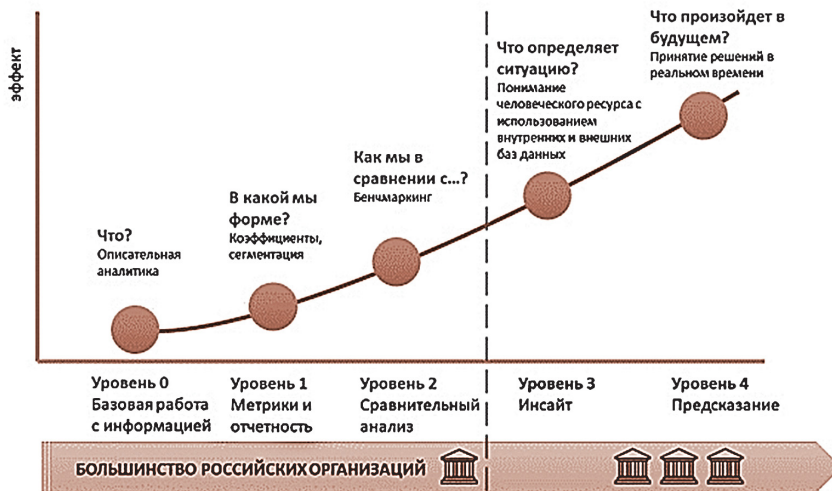 эффект
Что?
Описательная
аналитика
В какой мы
форме?
Коэффициенты,
сегментация
Как мы в
сравнении с...?
Бенчмаркинг
Что определяет
ситуацию?
Понимание
человеческого ресурса с
использованием
внутренних и внешних
баз данных
Что произойдет в
будущем?
Принятие решений в
реальном времени
Уровень 0
Базовая работа
с информацией
Уровень 1
Метрики и
отчетность
Уровень 2
Сравнительный
анализ
Уровень 3
Инсайт
Уровень 4
Предсказание
БОЛЬШИНСТВО РОССИЙСКИХ ОРГАНИЗАЦИЙ